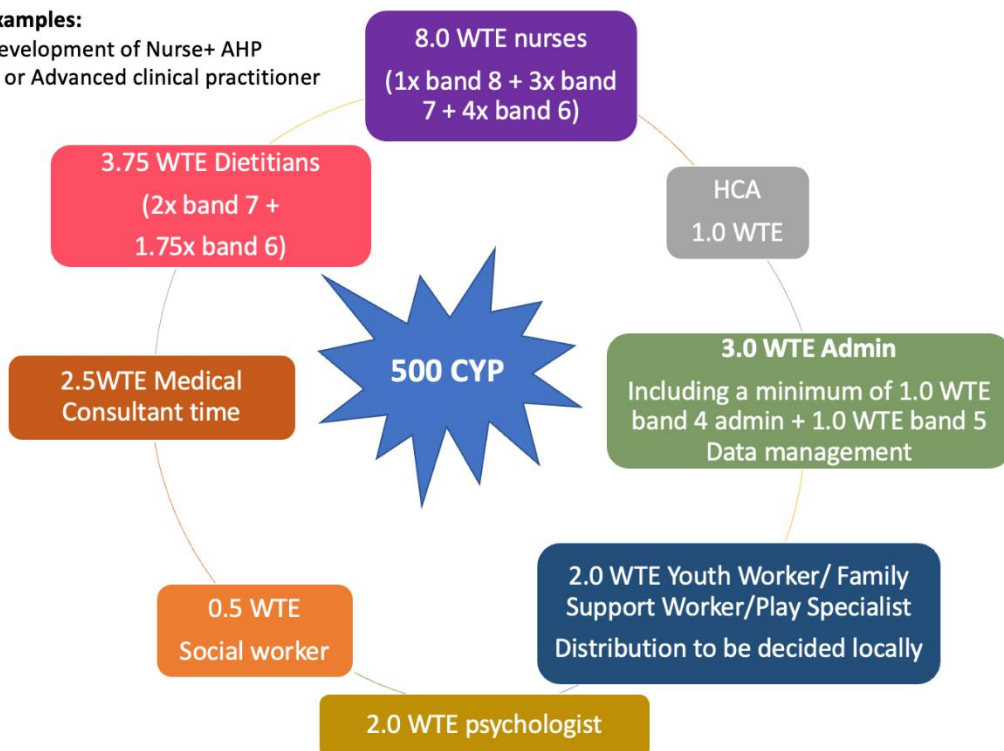 xamples:
evelopment of Nurse+ AHP
or Advanced clinical practitioner
8.0 WTE nurses
(1x band 8 + 3x band
7 + 4x band 6)
3.75 WTE Dietitians
(2x band 7 +
1.75x band 6)
HCA
1.0 WTE
500 CYP
2.5WTE Medical
Consultant time
3.0 WTE Admin
Including a minimum of 1.0 WTE
band 4 admin + 1.0 WTE band 5
Data management
0.5 WTE
Social worker
2.0 WTE Youth Worker/ Family
Support Worker/Play Specialist
Distribution to be decided locally
2.0 WTE psychologist